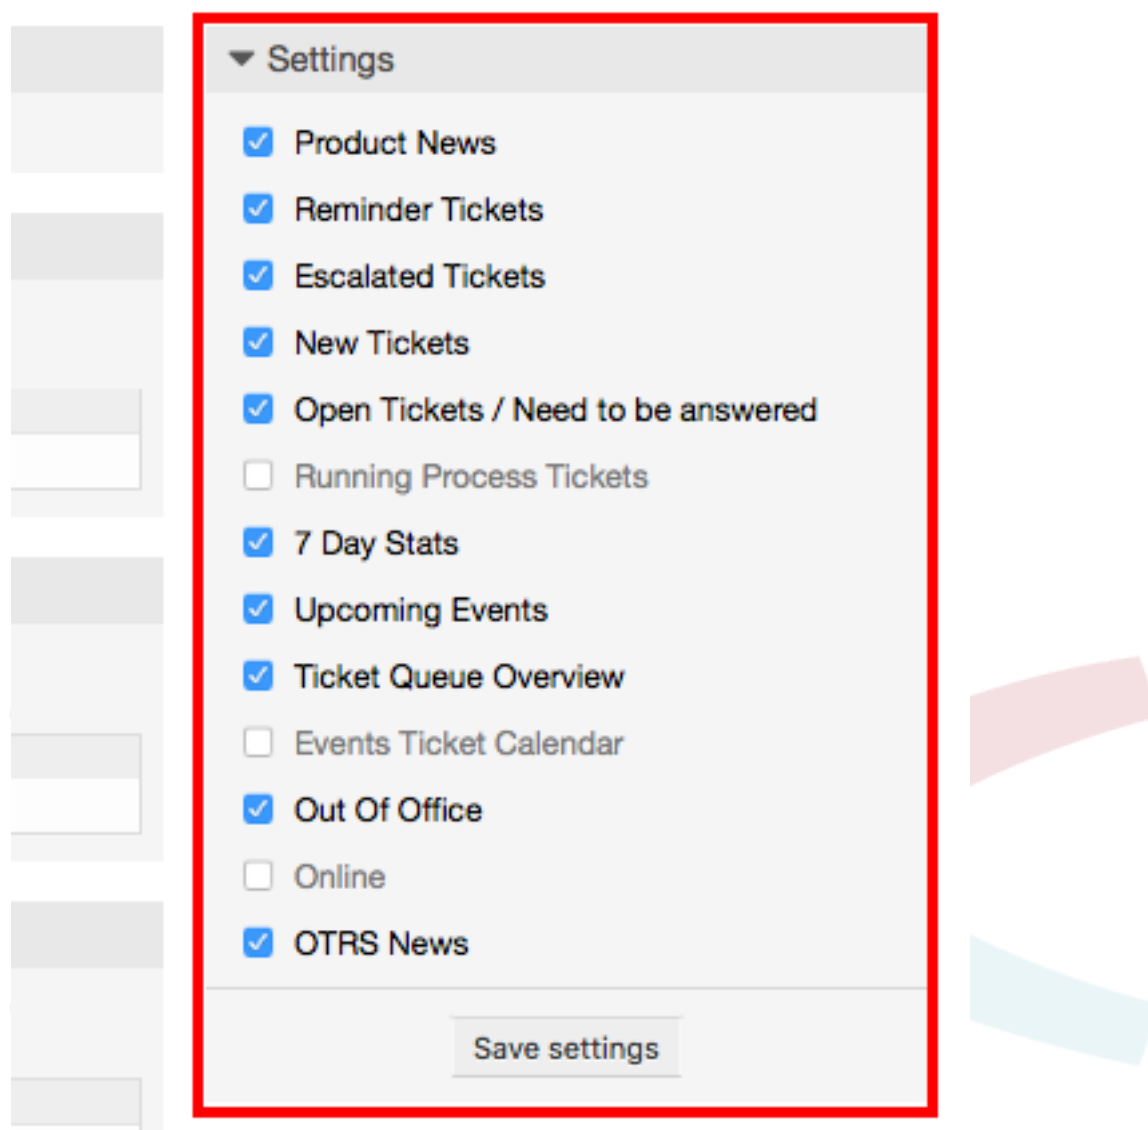 Settings
Product News
Reminder Tickets
Escalated Tickets
New Tickets
Open Tickets / Need to be answered
Running Process Tickets
7 Day Stats
Upcoming Events
Ticket Queue Overview
Events Ticket Calendar
Out Of Office
Online
OTRS News
Save settings